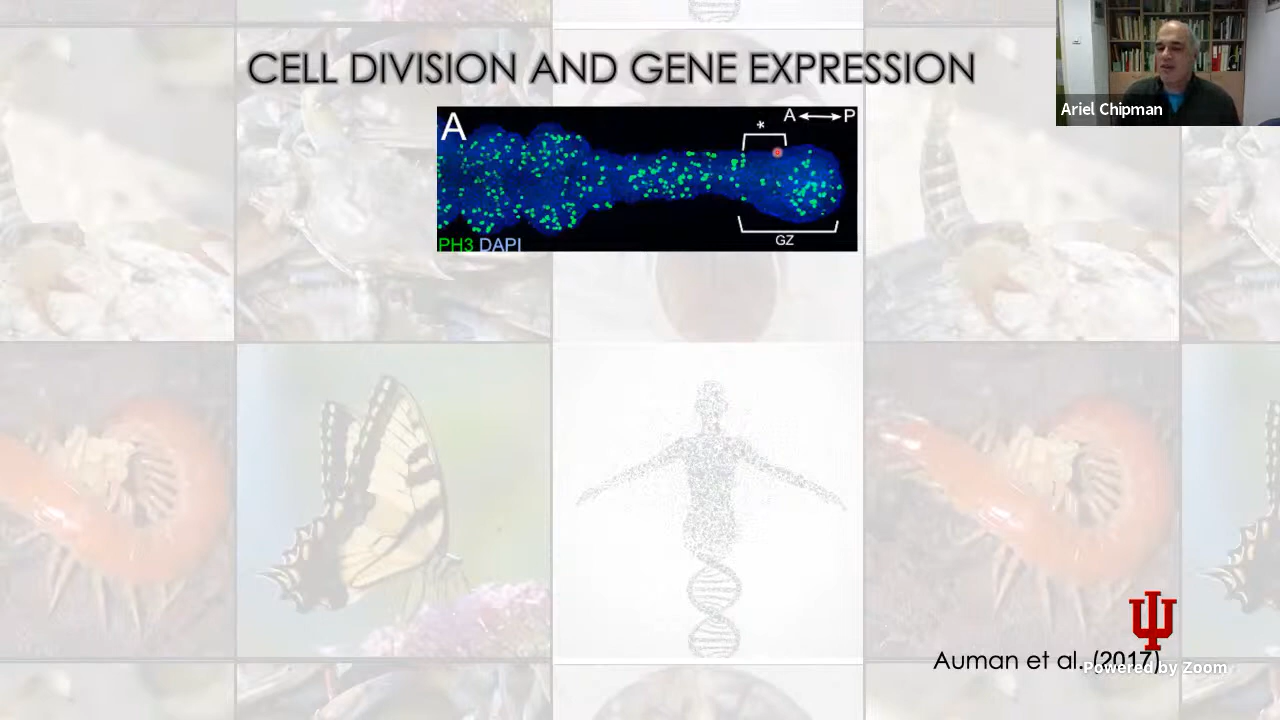 CELL DIVISION AND GENE EXPRESSION
Ariel Chipman
A
A P
*
GZ
PH3 DAPI
Auman et al. (2017)
Powered by Zoom